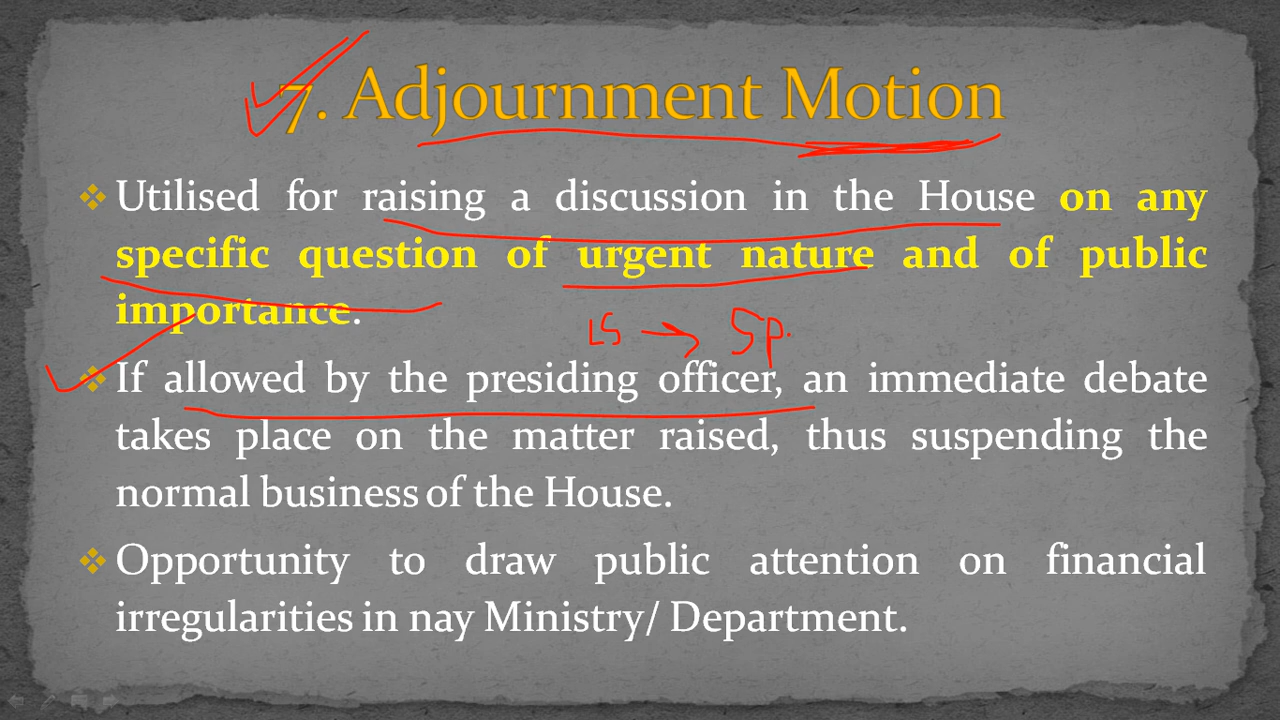 7. Adjournment Motion
❖ Utilised for raising a discussion in the House on any
specific question of urgent nature and of public
importance.
LS → Sp.
❖ If allowed by the presiding officer, an immediate debate
takes place on the matter raised, thus suspending the
normal business of the House.
❖ Opportunity to draw public attention on financial
irregularities in nay Ministry/ Department.